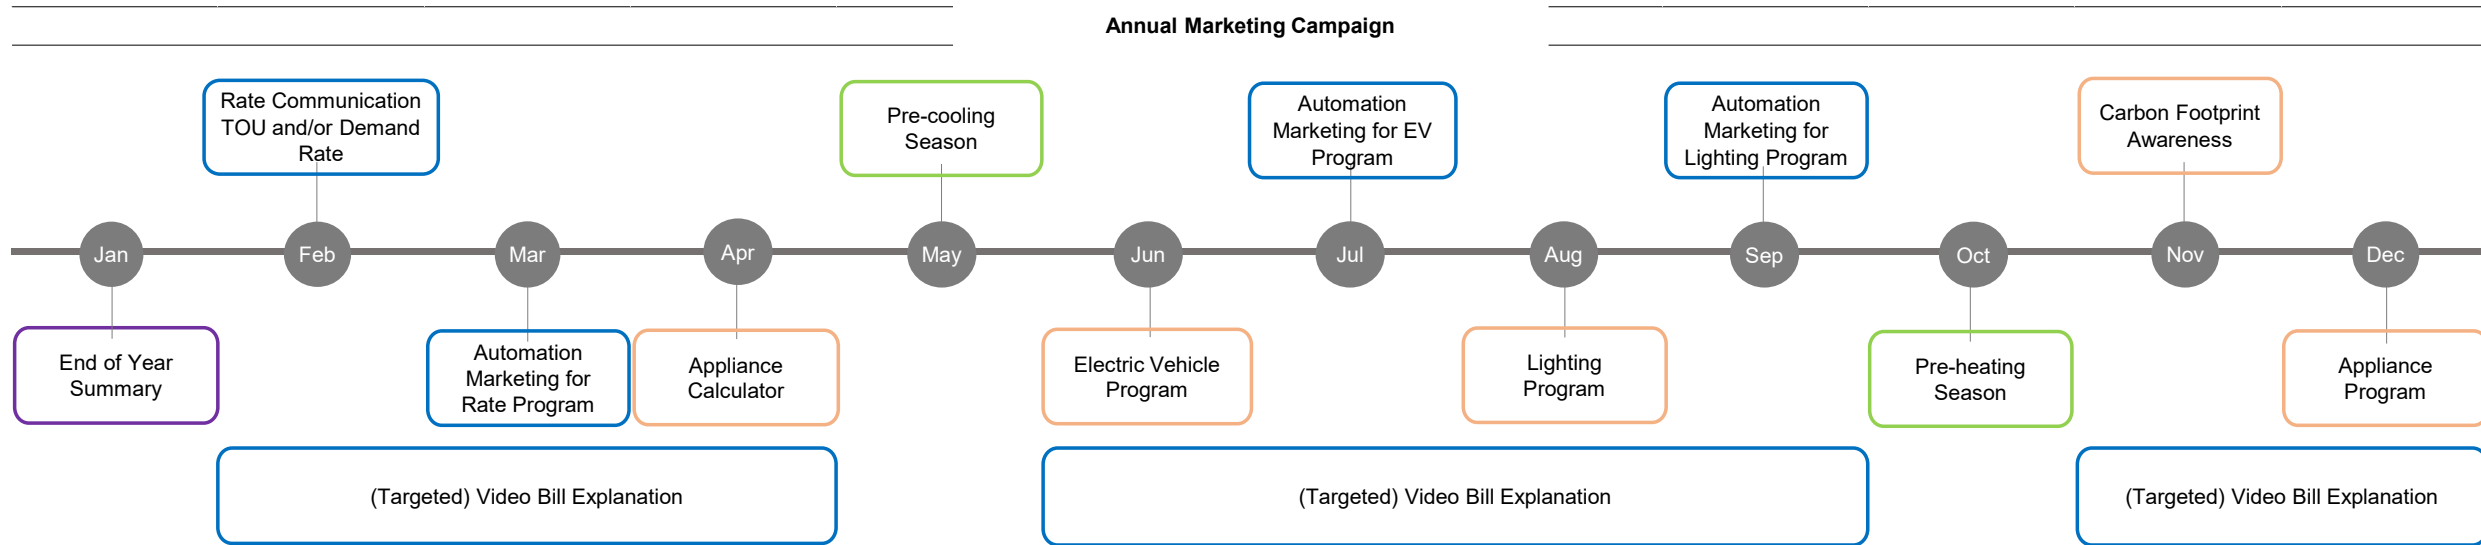 Annual Marketing Campaign
Rate Communication
TOU and/or Demand
Rate
Pre-cooling
Season
Automation
Marketing for EV
Program
Automation
Marketing for
Lighting Program
Carbon Footprint
Awareness
Jan
Feb
Mar
Apr
May
Jun
Jul
Aug
Sep
Oct
Nov
Dec
End of Year
Summary
Automation
Marketing for
Rate Program
Appliance
Calculator
Electric Vehicle
Program
Lighting
Program
Pre-heating
Season
Appliance
Program
(Targeted) Video Bill Explanation
(Targeted) Video Bill Explanation
(Targeted) Video Bill Explanation